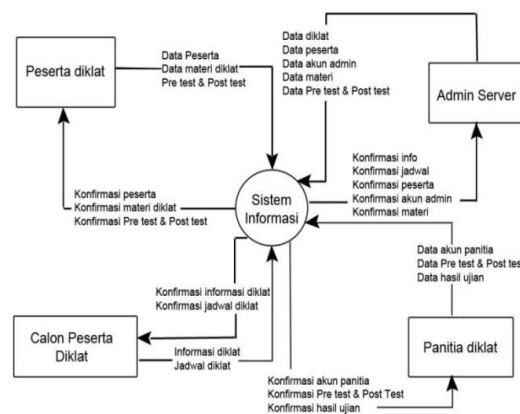 Data diklat
Data peserta
Data akun admin
Data materi
Data Pre test & Post test
Data Peserta
Data materi diklat
Pre test & Post test
Peserta diklat
Admin Server
Konfirmasi info
Konfirmasi jadwal
Konfirmasi peserta
Konfirmasi akun admin
Konfirmasi materi
Sistem
Informasi
Konfirmasi peserta
Konfirmasi materi diklat
Konfirmasi Pre test & Post test
Data akun panitia
Data Pre test & Post test
Data hasil ujian
Konfirmasi informasi diklat
Konfirmasi jadwal diklat
Calon Peserta
Diklat
Informasi diklat
Jadwal diklat
Panitia diklat
Konfirmasi akun panitia
Konfirmasi Pre test & Post Test
Konfirmasi hasil ujian